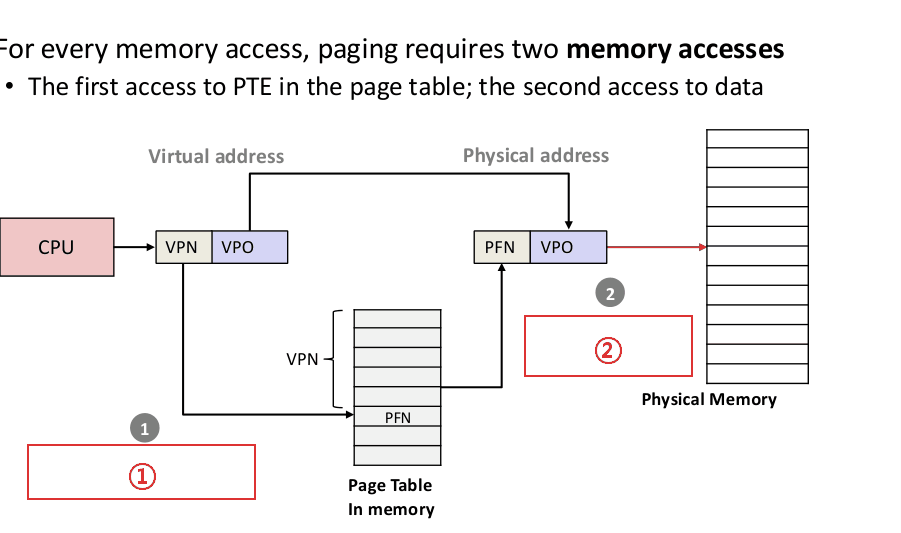 For every memory access, paging requires two memory accesses
• The first access to PTE in the page table; the second access to data
Virtual address
Physical address
CPU
VPN
VPO
PFN
VPO
2
②
VPN
PFN
Physical Memory
1
①
Page Table
In memory